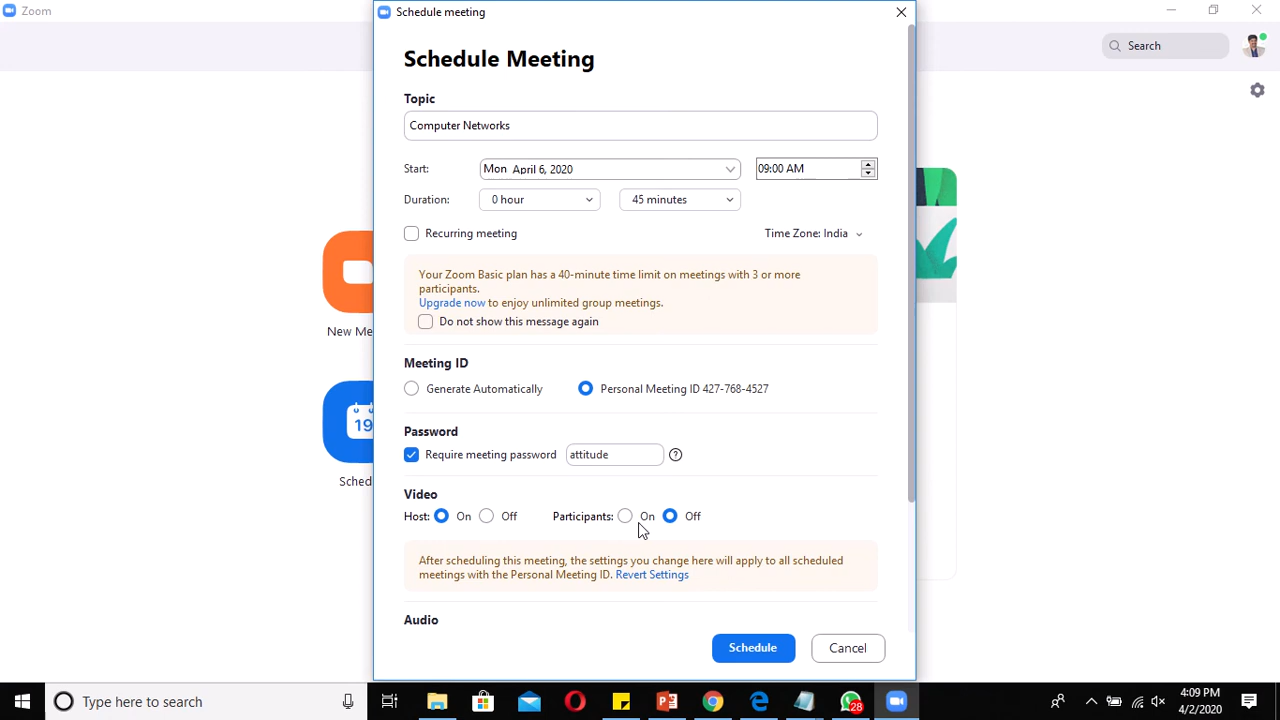 Zoom
Schedule meeting
Search
Schedule Meeting
Topic
Computer Networks
Start: Mon April 6, 2020 09:00 AM
Duration: 0 hour 45 minutes
Recurring meeting Time Zone: India
Your Zoom Basic plan has a 40-minute time limit on meetings with 3 or more
participants.
Upgrade now to enjoy unlimited group meetings.
Do not show this message again
New Me
Meeting ID
Generate Automatically Personal Meeting ID 427-768-4527
19
Password
Require meeting password attitude ?
Sched
Video
Host: On Off Participants: On Off
After scheduling this meeting, the settings you change here will apply to all scheduled
meetings with the Personal Meeting ID. Revert Settings
Audio
Schedule Cancel
Type here to search
28
4:09 PM
4/2/2020